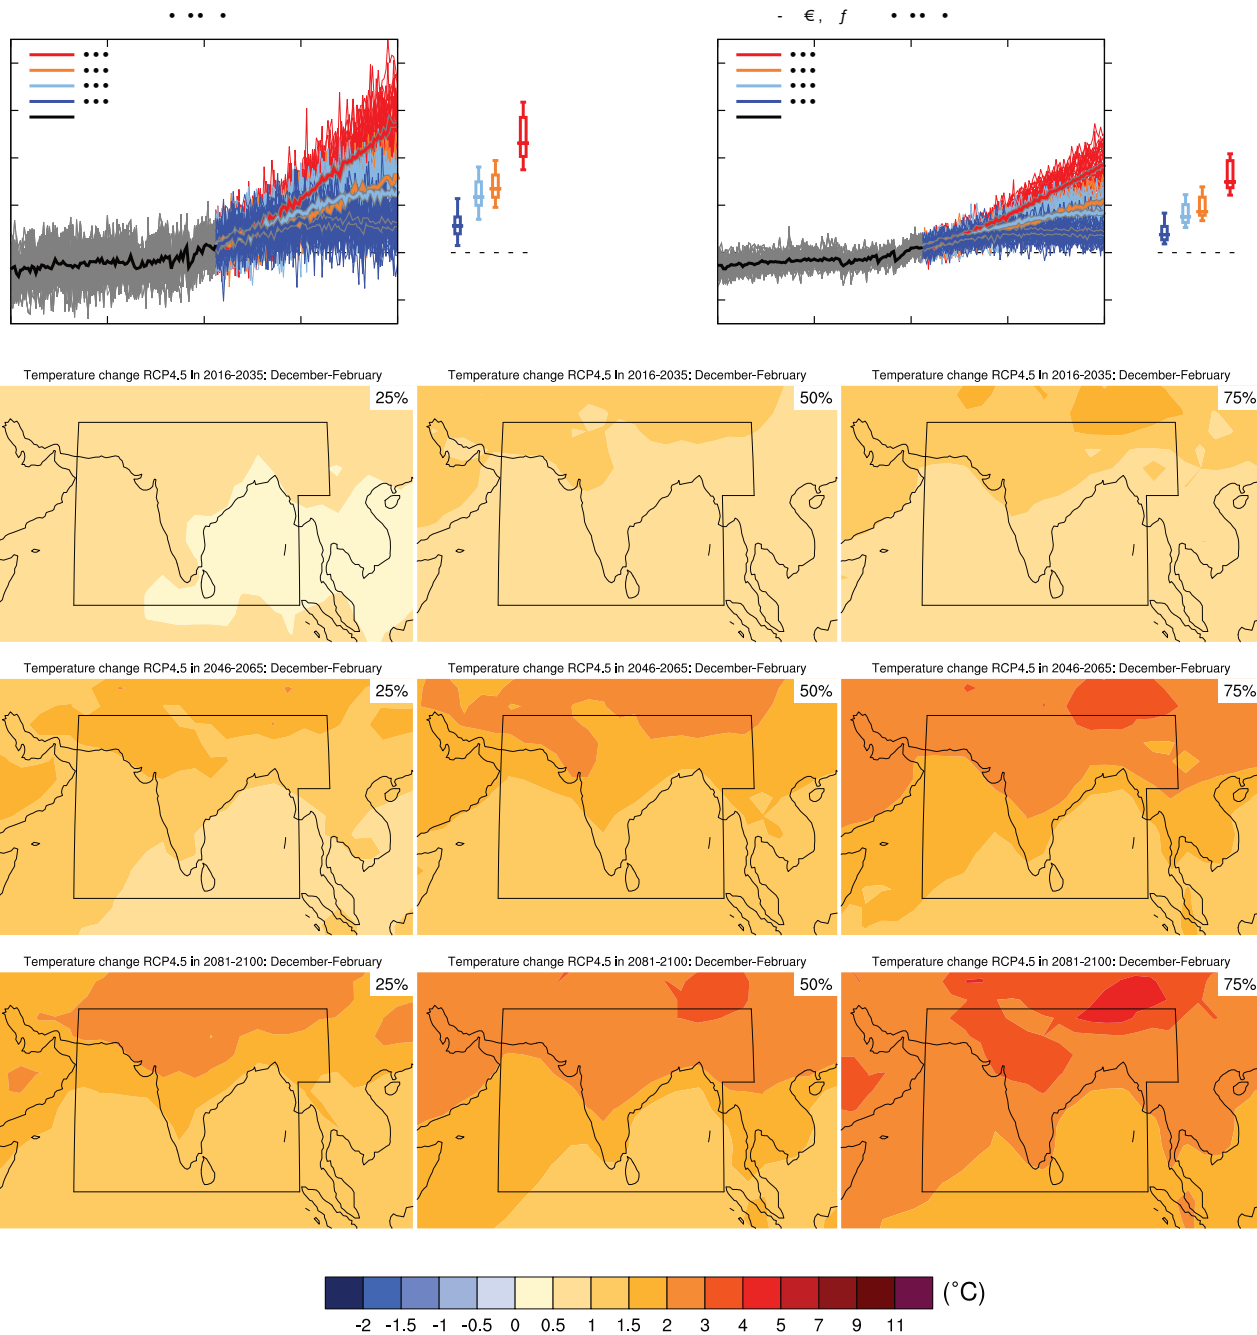 • •• •
- € , ƒ • •• •
•••
•••
•••
•••
•••
•••
•••
•••
Temperature change RCP4.5 in 2016-2035: December-February
25%
Temperature change RCP4.5 in 2016-2035: December-February
50%
Temperature change RCP4.5 in 2016-2035: December-February
75%
Temperature change RCP4.5 in 2046-2065: December-February
25%
Temperature change RCP4.5 in 2046-2065: December-February
50%
Temperature change RCP4.5 in 2046-2065: December-February
75%
Temperature change RCP4.5 in 2081-2100: December-February
25%
Temperature change RCP4.5 in 2081-2100: December-February
50%
Temperature change RCP4.5 in 2081-2100: December-February
75%
(°C)
-2 -1.5 -1 -0.5 0 0.5 1 1.5 2 3 4 5 7 9 11